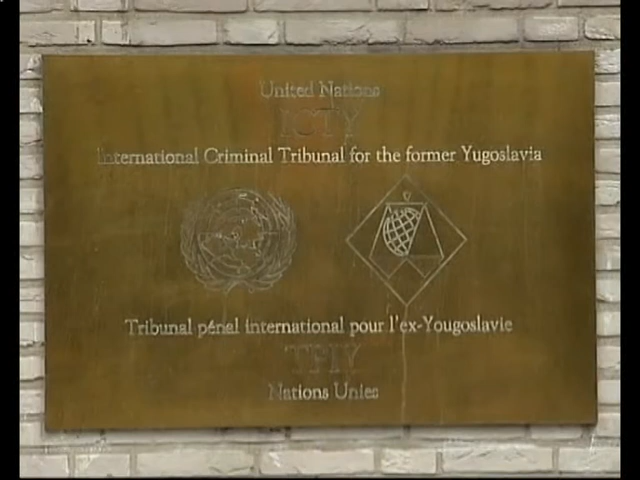 United Nations
ICTY
International Criminal Tribunal for the former Yugoslavia
Tribunal pénal international pour l'ex-Yougoslavie
TPIY
Nations Unies